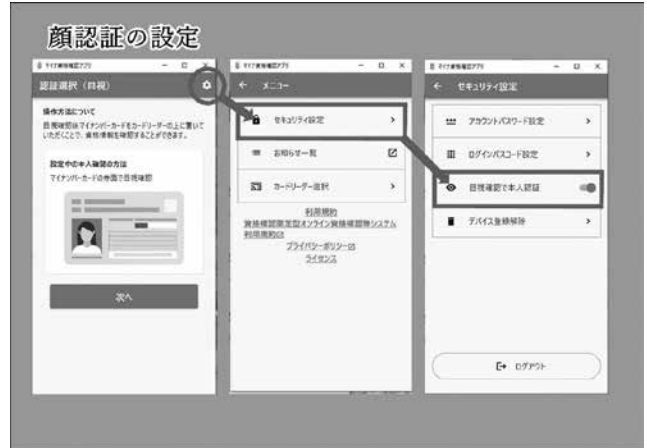 顔認証の設定
マイナ資格確認アプリ
認証選択（目視）
操作方法について
目視確認後マイナンバーカードをカードリーダーの上に置いて
いただくことで、資格情報を確認することができます。
設定中の本人確認の方法
マイナンバーカードの券面で目視確認
次へ
マイナ資格確認アプリ
メニュー
セキュリティ設定
お知らせ一覧
カードリーダー選択
利用規約
資格確認限定型オンライン資格確認等システム
利用規約
プライバシーポリシー
ライセンス
マイナ資格確認アプリ
セキュリティ設定
アカウントパスワード設定
ログインパスコード設定
目視確認で本人認証
デバイス登録解除
ログアウト